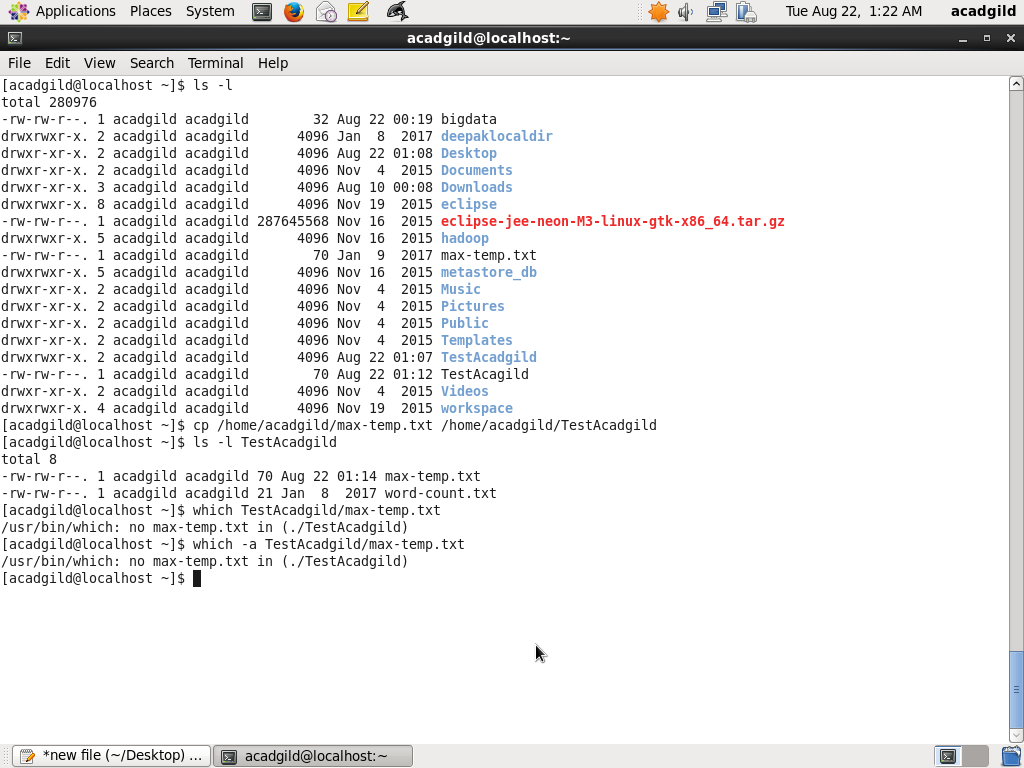 Applications Places System Tue Aug 22, 1:22 AM acadgild
acadgild@localhost:~
File Edit View Search Terminal Help
[acadgild@localhost ~]$ ls -l
total 280976
-rw-rw-r--. 1 acadgild acadgild        32 Aug 22 00:19 bigdata
drwxrwxr-x. 2 acadgild acadgild      4096 Jan  8  2017 deepaklocaldir
drwxr-xr-x. 2 acadgild acadgild      4096 Aug 22 01:08 Desktop
drwxr-xr-x. 2 acadgild acadgild      4096 Nov  4  2015 Documents
drwxr-xr-x. 3 acadgild acadgild      4096 Aug 10 00:08 Downloads
drwxr-xr-x. 8 acadgild acadgild      4096 Nov 19  2015 eclipse
-rw-rw-r--. 1 acadgild acadgild 287645568 Nov 16  2015 eclipse-jee-neon-M3-linux-gtk-x86_64.tar.gz
drwxrwxr-x. 5 acadgild acadgild      4096 Nov 16  2015 hadoop
-rw-rw-r--. 1 acadgild acadgild        70 Jan  9  2017 max-temp.txt
drwxrwxr-x. 5 acadgild acadgild      4096 Nov 16  2015 metastore_db
drwxr-xr-x. 2 acadgild acadgild      4096 Nov  4  2015 Music
drwxr-xr-x. 2 acadgild acadgild      4096 Nov  4  2015 Pictures
drwxr-xr-x. 2 acadgild acadgild      4096 Nov  4  2015 Public
drwxr-xr-x. 2 acadgild acadgild      4096 Nov  4  2015 Templates
drwxrwxr-x. 2 acadgild acadgild      4096 Aug 22 01:07 TestAcadgild
-rw-rw-r--. 1 acadgild acadgild        70 Aug 22 01:12 TestAcagild
drwxr-xr-x. 2 acadgild acadgild      4096 Nov  4  2015 Videos
drwxrwxr-x. 4 acadgild acadgild      4096 Nov 19  2015 workspace
[acadgild@localhost ~]$ cp /home/acadgild/max-temp.txt /home/acadgild/TestAcadgild
[acadgild@localhost ~]$ ls -l TestAcadgild
total 8
-rw-rw-r--. 1 acadgild acadgild 70 Aug 22 01:14 max-temp.txt
-rw-rw-r--. 1 acadgild acadgild 21 Jan  8  2017 word-count.txt
[acadgild@localhost ~]$ which TestAcadgild/max-temp.txt
/usr/bin/which: no max-temp.txt in (./TestAcadgild)
[acadgild@localhost ~]$ which -a TestAcadgild/max-temp.txt
/usr/bin/which: no max-temp.txt in (./TestAcadgild)
[acadgild@localhost ~]$
*new file (~/Desktop) ... acadgild@localhost:~